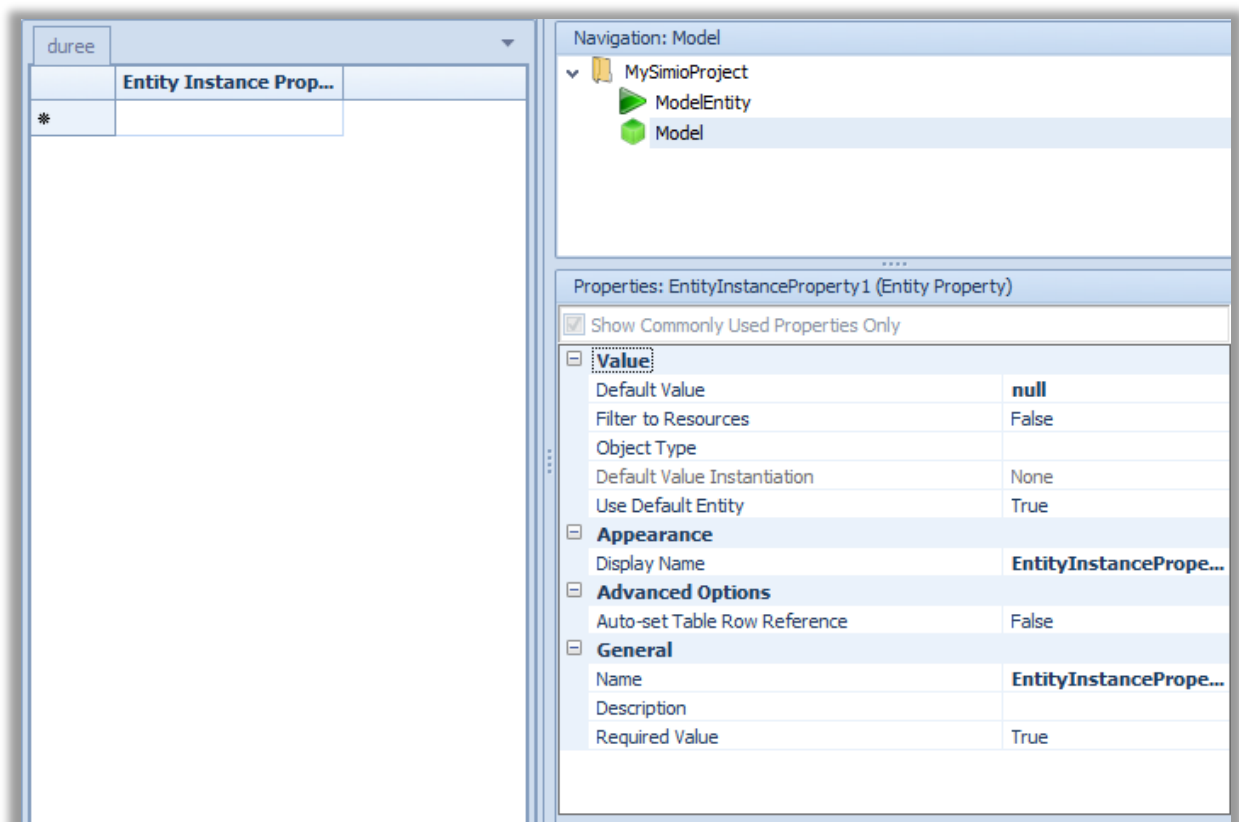 duree
Entity Instance Prop...
Navigation: Model
MySimioProject
ModelEntity
Model
Properties: EntityInstanceProperty1 (Entity Property)
Show Commonly Used Properties Only
Value
Default Value null
Filter to Resources False
Object Type
Default Value Instantiation None
Use Default Entity True
Appearance
Display Name EntityInstancePrope...
Advanced Options
Auto-set Table Row Reference False
General
Name EntityInstancePrope...
Description
Required Value True